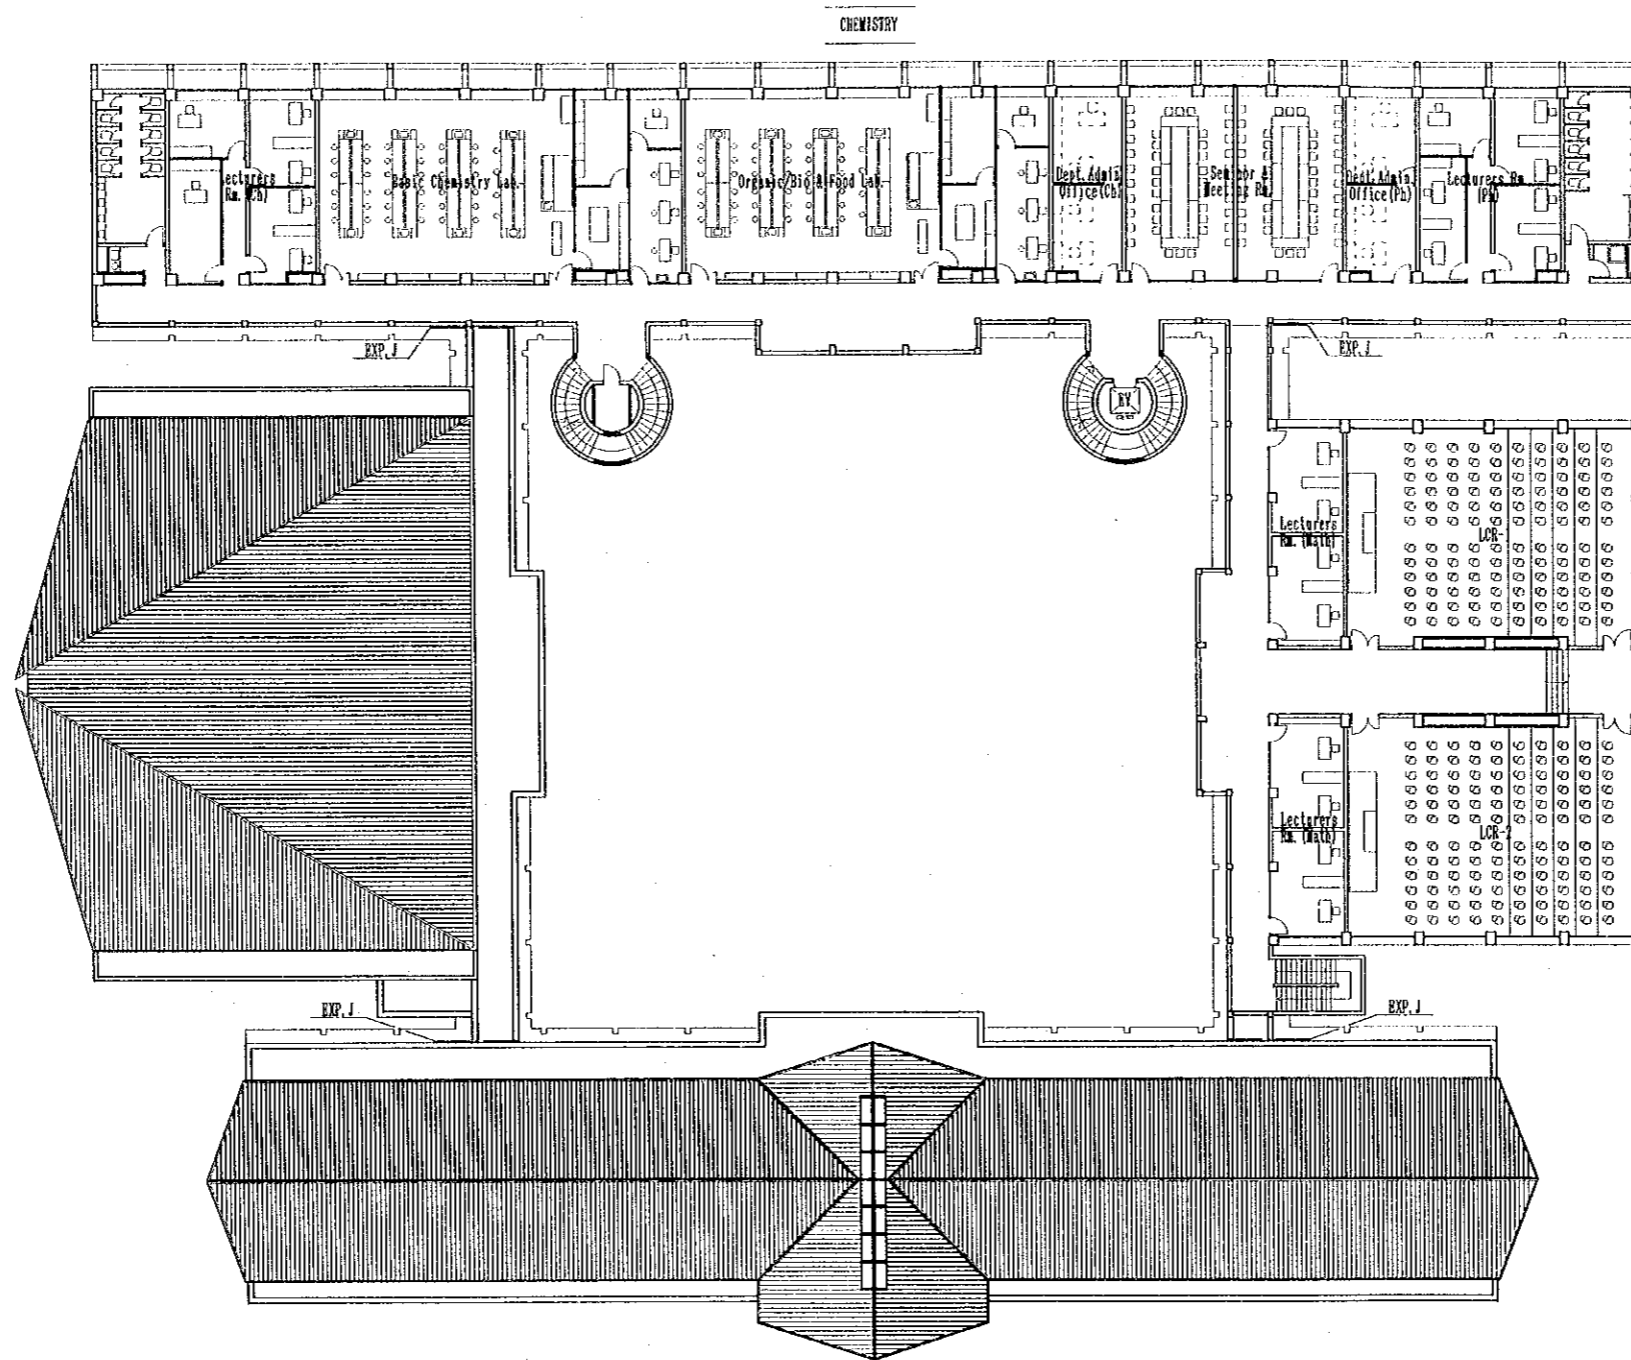 CHEMISTRY
Lecturers
Rm. (Ch)
Basic Chemistry Lab.
Organic/Bio & Food Lab.
Dept. Admin.
Office(Ch)
Seminor &
Meeting Rm.
Dept. Admin.
Office(Ph)
Lecturers Rm
(Ph)
EXP. J
EXP. J
EV
Lecturers
Rm. (Math)
LCR-
Lecturers
Rm. (Math)
LCR-2
EXP. J
EXP. J